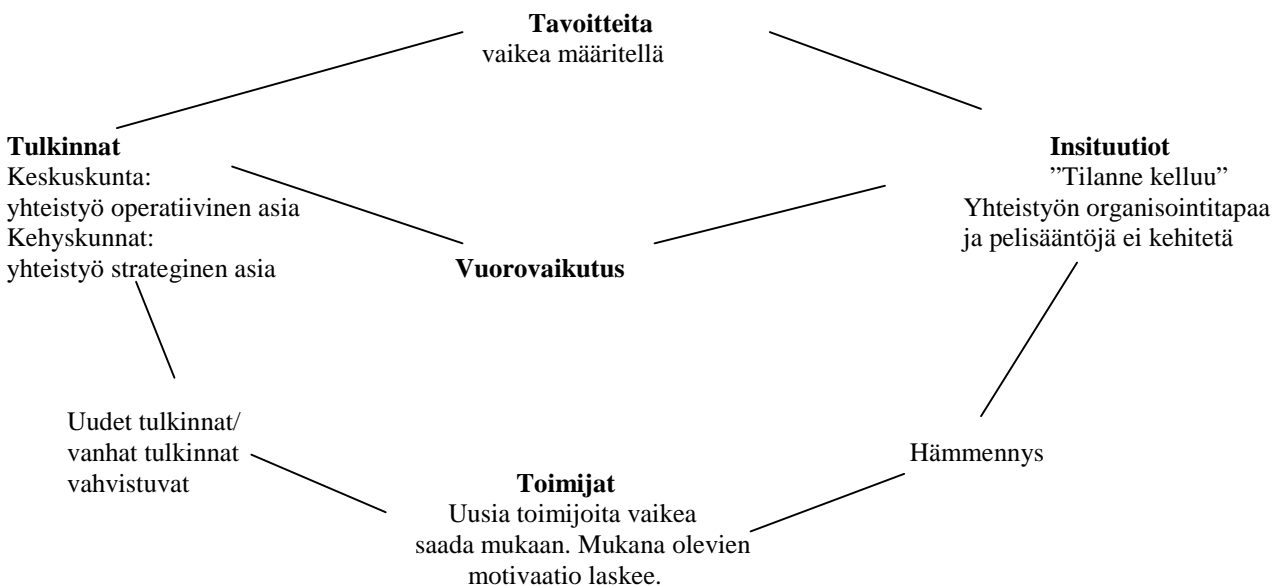 Tavoitteita
vaikea määritellä
Tulkinnat
Keskuskunta:
yhteistyö operatiivinen asia
Kehyskunnat:
yhteistyö strateginen asia
Insituutiot
”Tilanne kelluu”
Yhteistyön organisointitapaa
ja pelisääntöjä ei kehitetä
Vuorovaikutus
Uudet tulkinnat/
vanhat tulkinnat
vahvistuvat
Hämmennys
Toimijat
Uusia toimijoita vaikea
saada mukaan. Mukana olevien
motivaatio laskee.